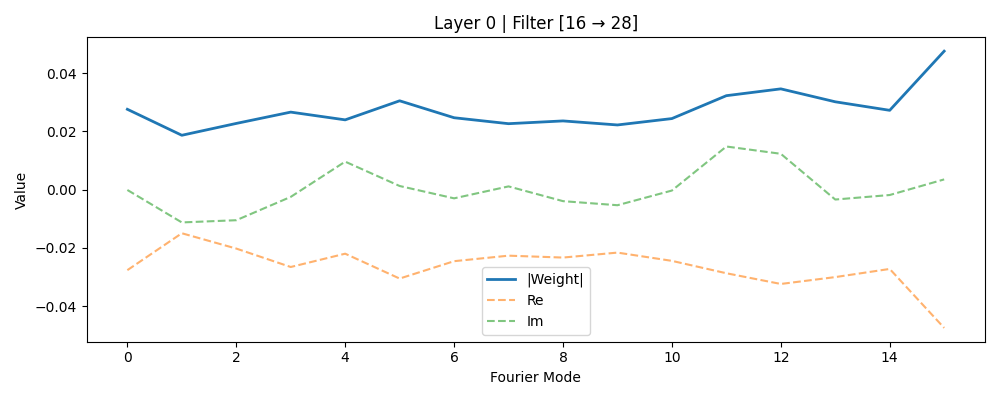 Layer 0 | Filter [16 → 28]
Value
0.04
0.02
0.00
−0.02
−0.04
|Weight|
Re
Im
0 2 4 6 8 10 12 14
Fourier Mode